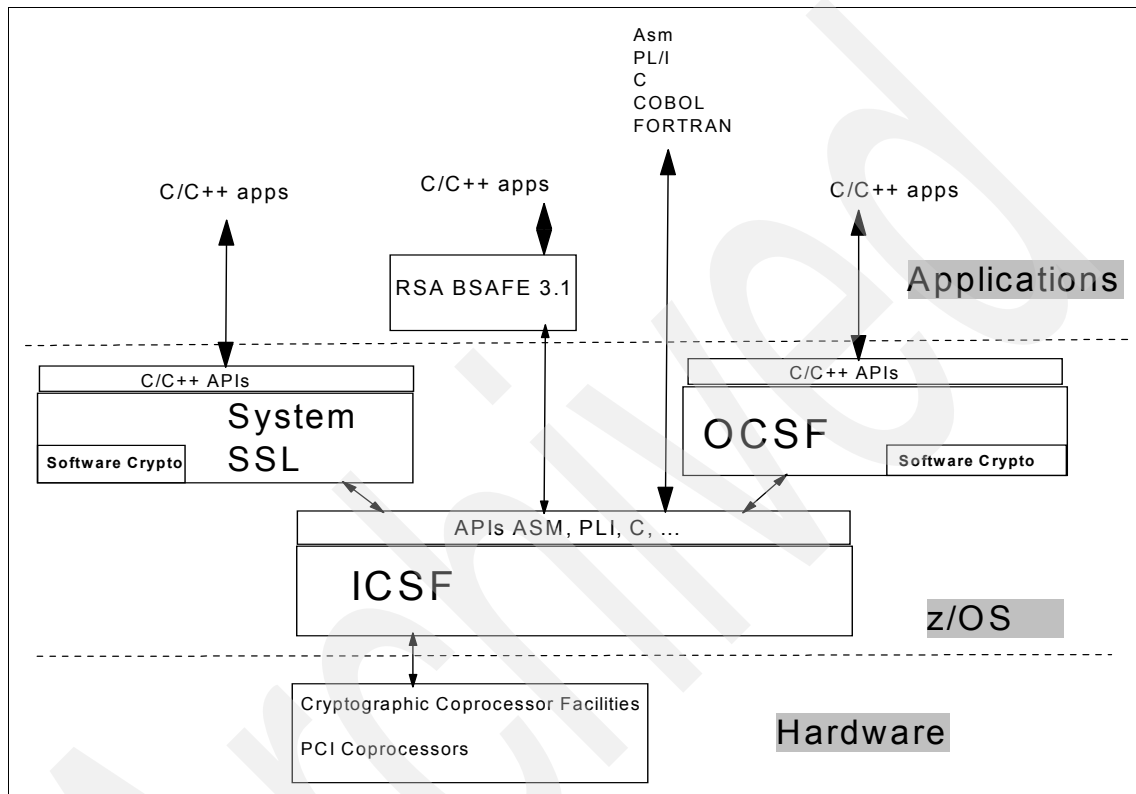 Asm
PL/I
C
COBOL
FORTRAN
C/C++ apps
C/C++ apps
C/C++ apps
RSA BSAFE 3.1
Applications
C/C++ APIs
C/C++ APIs
System
SSL
OCSF
Software Crypto
Software Crypto
APIs ASM, PLI, C, ...
ICSF
z/OS
Cryptographic Coprocessor Facilities
PCI Coprocessors
Hardware
Archived